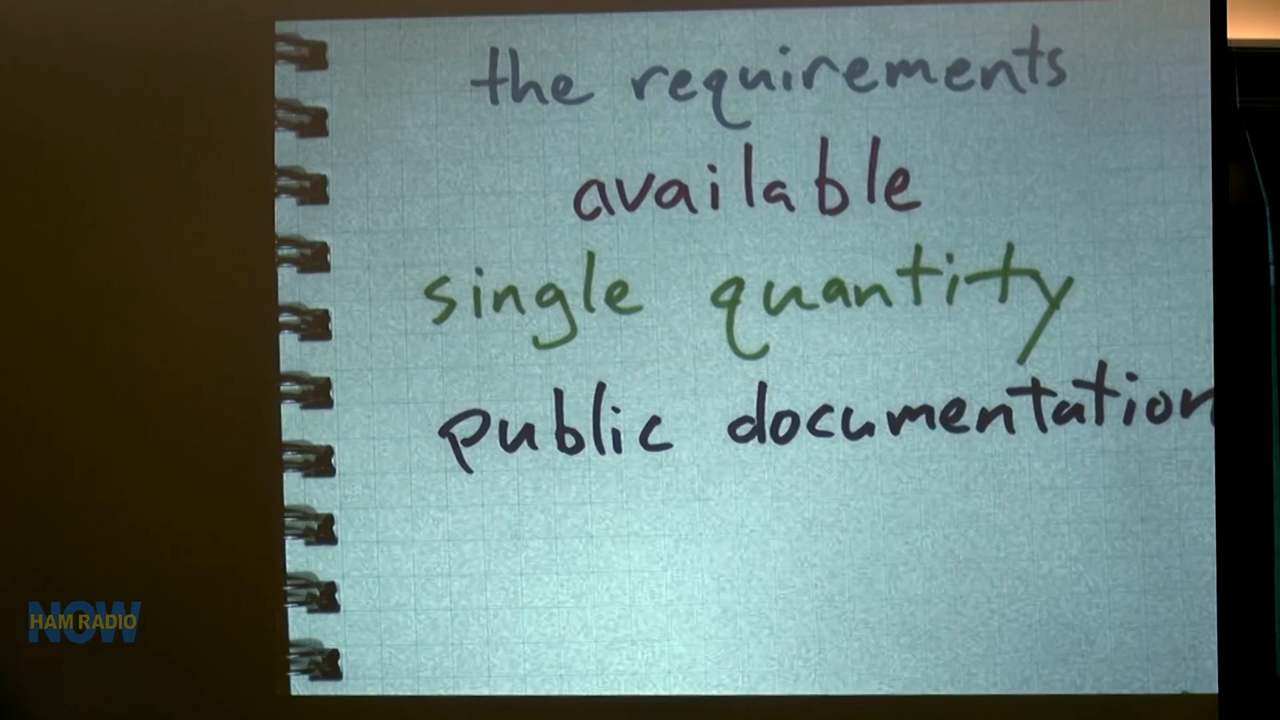 the requirements
available
single quantity
public documentation
HAM RADIO
NOW